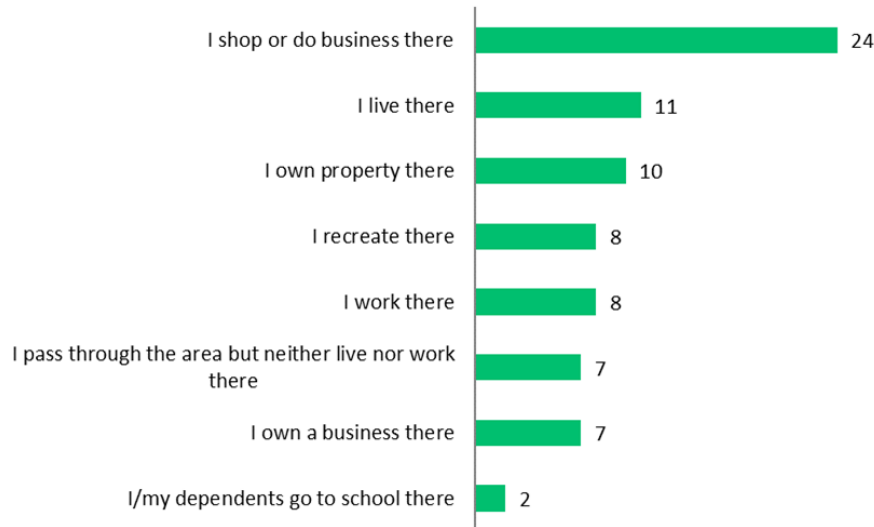 I shop or do business there 24
I live there 11
I own property there 10
I recreate there 8
I work there 8
I pass through the area but neither live nor work
there 7
I own a business there 7
I/my dependents go to school there 2